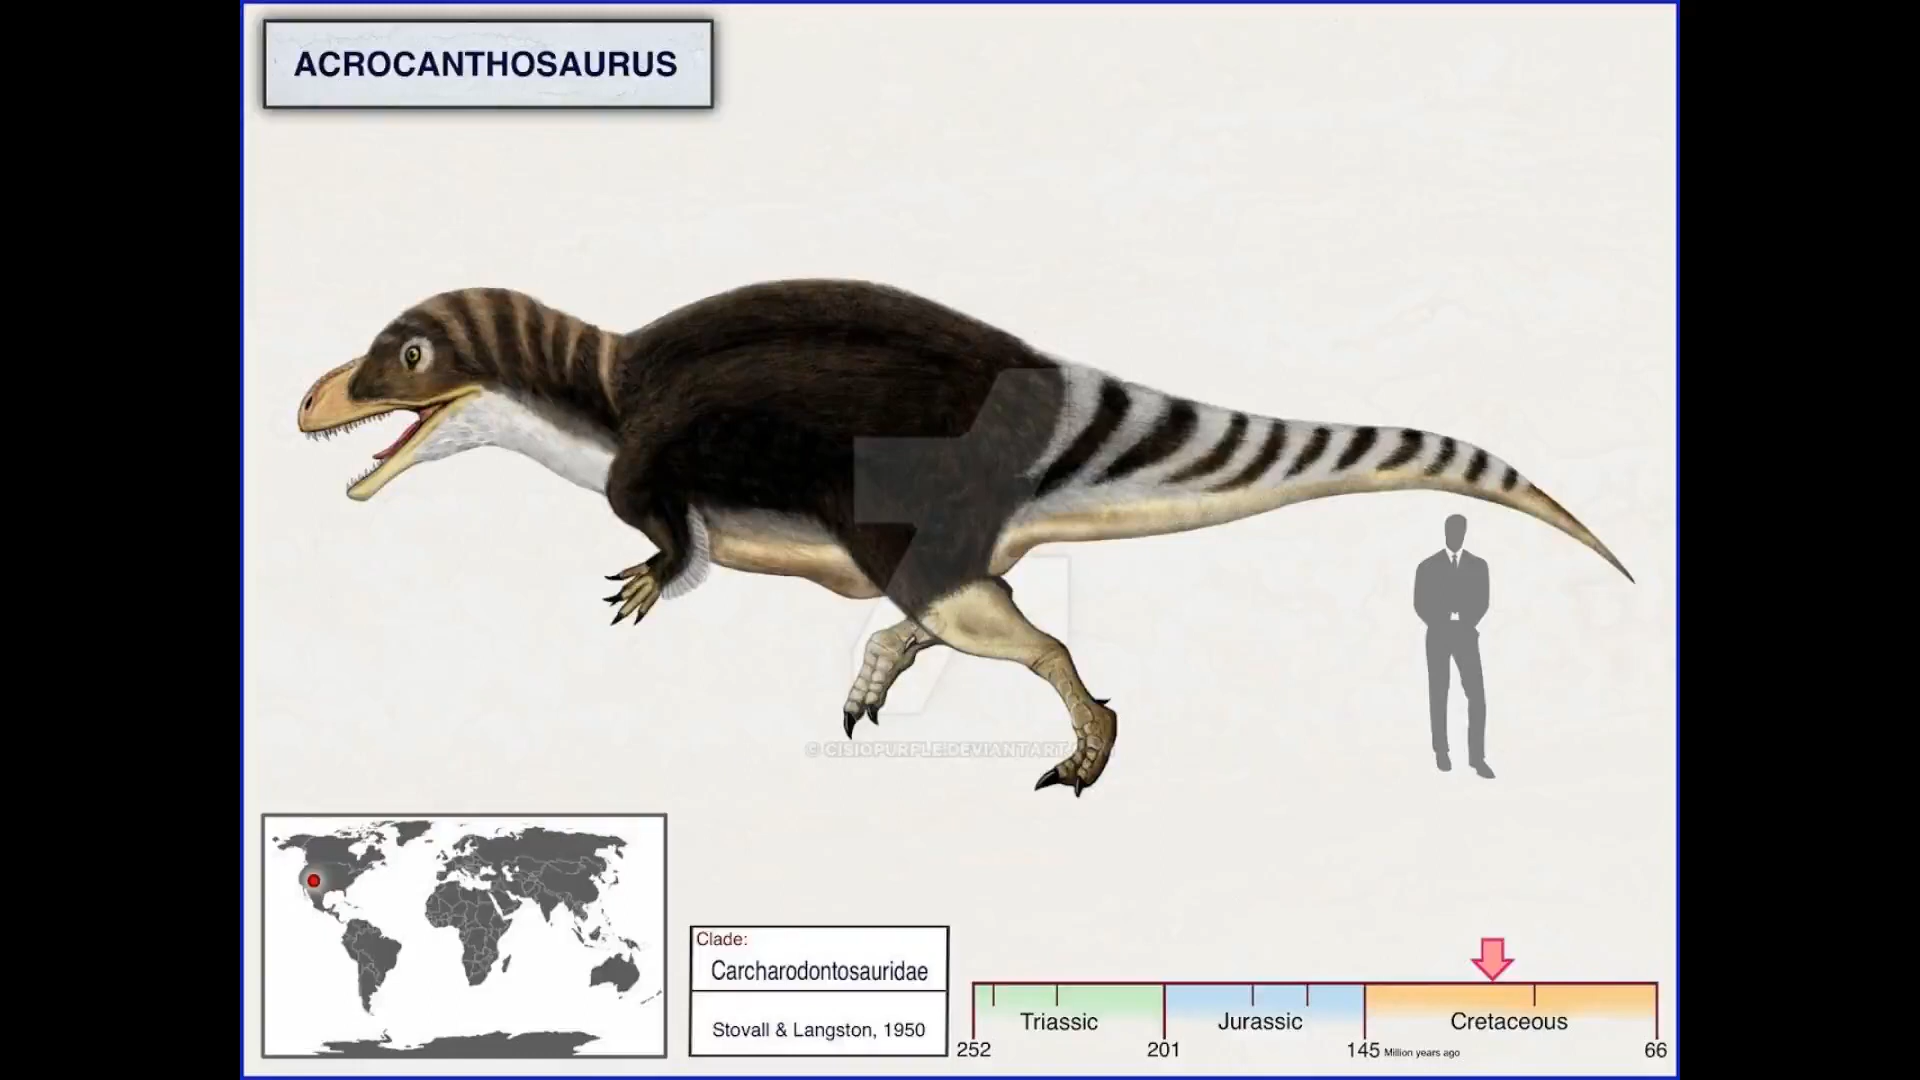 ACROCANTHOSAURUS
© CISIOPURPLE.DEVIANTART
Clade:
Carcharodontosauridae
Stovall & Langston, 1950
Triassic
Jurassic
Cretaceous
252
201
145 Million years ago
66